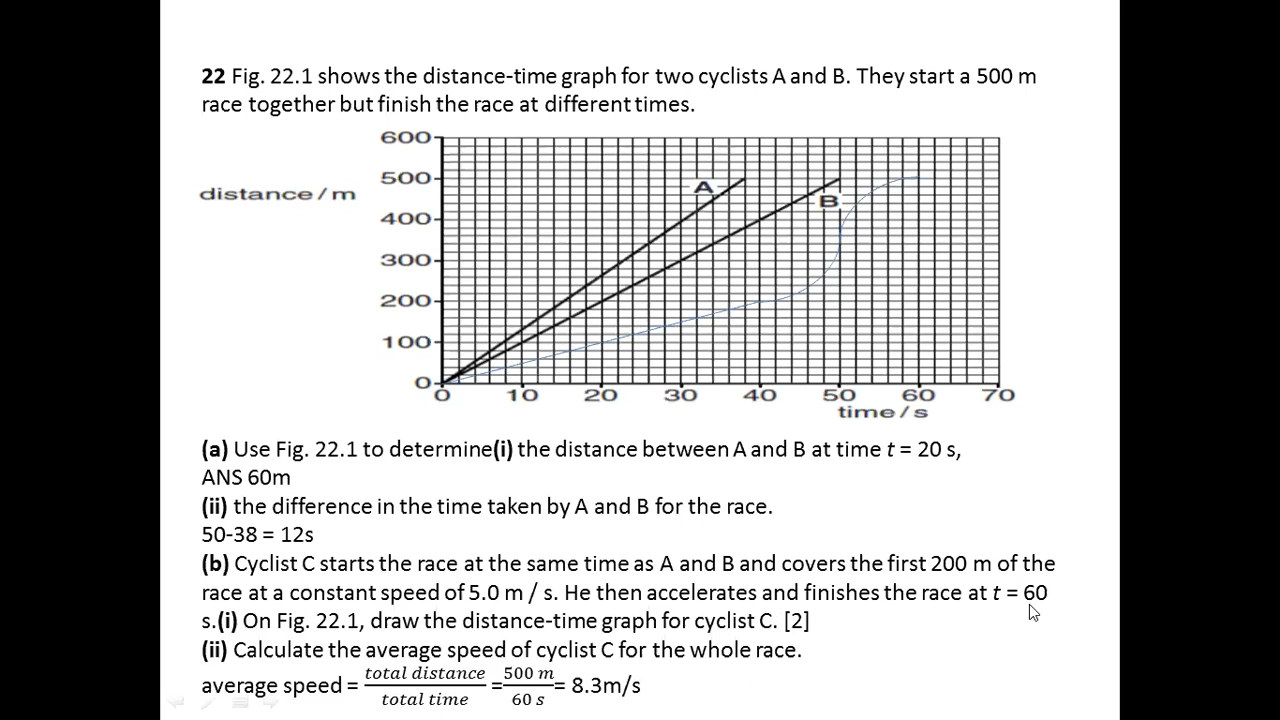 22 Fig. 22.1 shows the distance-time graph for two cyclists A and B. They start a 500 m
race together but finish the race at different times.
600
500
distance / m
400
300
200
100
0
A
B
0 10 20 30 40 50 60 70
time / s
(a) Use Fig. 22.1 to determine(i) the distance between A and B at time t = 20 s,
ANS 60m
(ii) the difference in the time taken by A and B for the race.
50-38 = 12s
(b) Cyclist C starts the race at the same time as A and B and covers the first 200 m of the
race at a constant speed of 5.0 m / s. He then accelerates and finishes the race at t = 60
s.(i) On Fig. 22.1, draw the distance-time graph for cyclist C. [2]
(ii) Calculate the average speed of cyclist C for the whole race.
average speed = total distance / total time = 500 m / 60 s = 8.3m/s